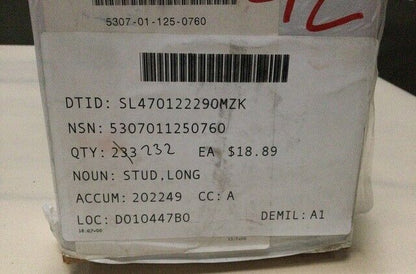 5307-01-125-0760
DTID: SL470122290MZK
NSN: 5307011250760
QTY: 233 232 EA $18.89
NOUN: STUD, LONG
ACCUM: 202249 CC: A
LOC: D010447B0 DEMIL: A1